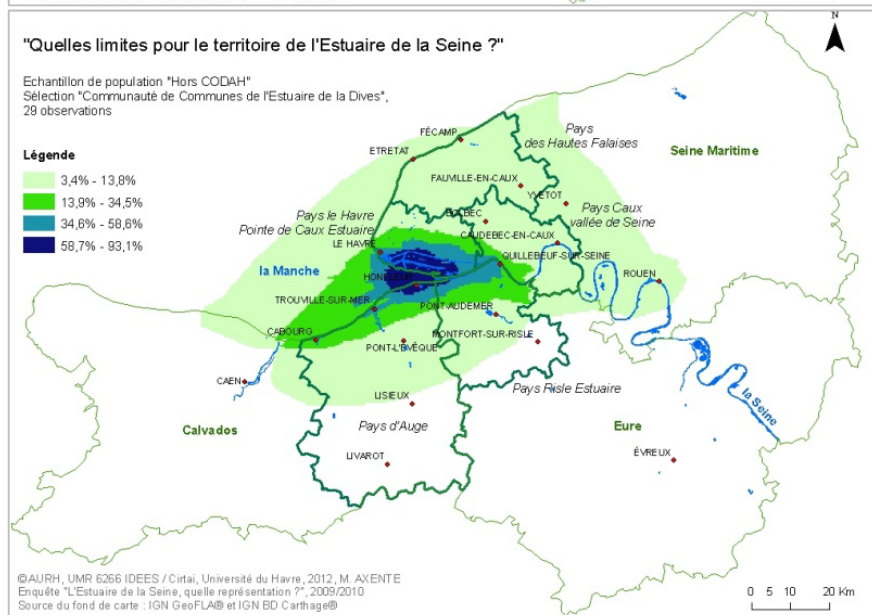 N
"Quelles limites pour le territoire de l'Estuaire de la Seine ?"
Echantillon de population "Hors CODAH"
Sélection "Communauté de Communes de l'Estuaire de la Dives",
29 observations
Légende
3,4% - 13,8%
13,9% - 34,5%
34,6% - 58,6%
58,7% - 93,1%
FÉCAMP
ETRETAT
Pays
des Hautes Falaises
Seine Maritime
FAUVILLE-EN-CAUX
YVETOT
Pays le Havre
Pointe de Caux Estuaire
BOLBEC
Pays Caux
vallée de Seine
CAUDEBEC-EN-CAUX
LE HAVRE
QUILLEBEUF-SUR-SEINE
la Manche
HONFLEUR
ROUEN
TROUVILLE-SUR-MER
PONT-AUDEMER
CABOURG
MONTFORT-SUR-RISLE
PONT-L'EVÊQUE
CAEN
Pays Risle Estuaire
la Seine
LISIEUX
Calvados
Pays d'Auge
Eure
LIVAROT
ÉVREUX
©AURH, UMR 6266 IDEES / Cirtai, Université du Havre, 2012, M. AXENTE
Enquête "L'Estuaire de la Seine, quelle représentation ?", 2009/2010
Source du fond de carte : IGN GeoFLA® et IGN BD Carthage®
0 5 10 20 Km